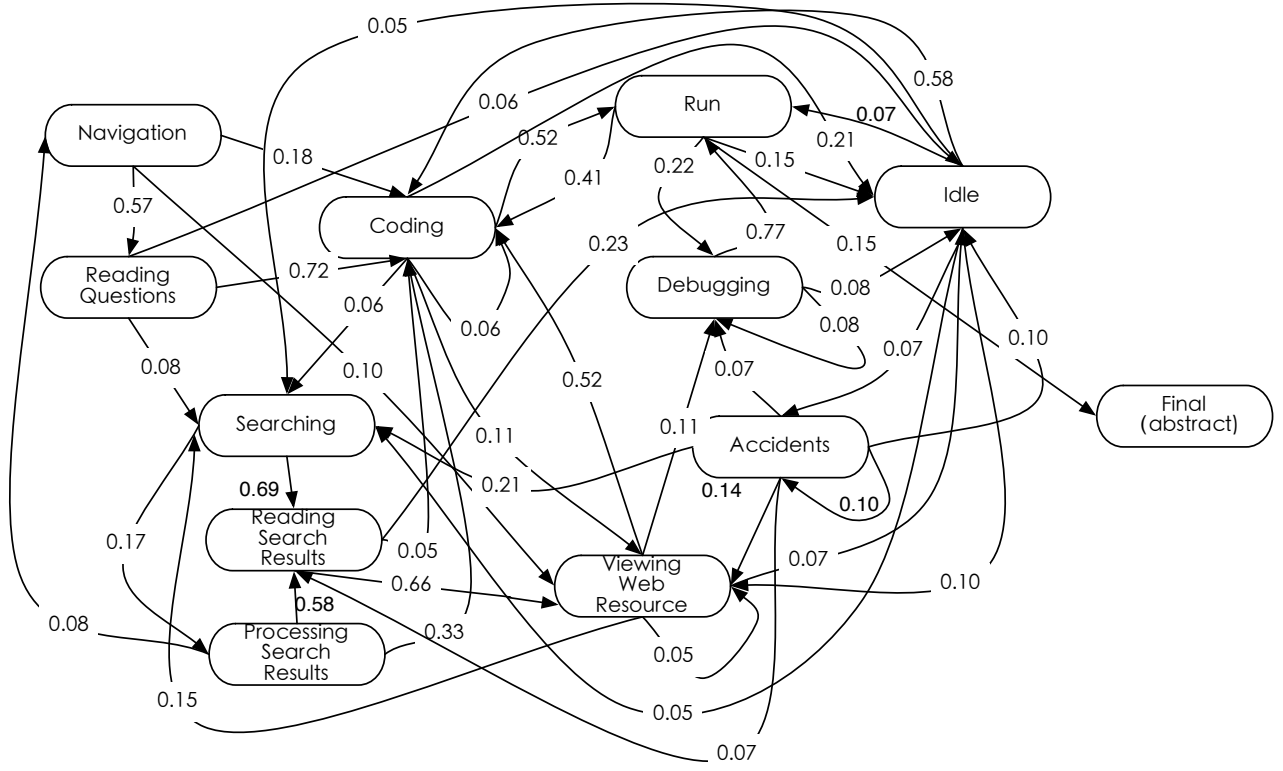 0.05
0.58
0.06
Run
0.07
Navigation
0.52
0.21
0.18
0.22
0.15
0.41
Idle
0.57
Coding
0.77
0.23
0.15
0.72
Reading
Questions
Debugging
0.08
0.06
0.06
0.08
0.10
0.07
0.08
0.10
0.07
0.52
Final
(abstract)
Searching
0.11
0.11
Accidents
0.21
0.69
0.14
0.10
Reading
Search
Results
0.17
0.05
0.66
Viewing
Web
Resource
0.07
0.10
0.58
0.08
Processing
Search
Results
0.33
0.05
0.15
0.05
0.07